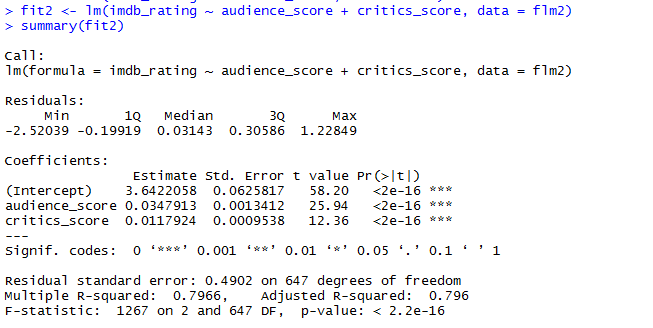 > fit2 <- lm(imdb_rating ~ audience_score + critics_score, data = flm2)
> summary(fit2)
Call:
lm(formula = imdb_rating ~ audience_score + critics_score, data = flm2)
Residuals:
     Min       1Q   Median       3Q      Max
-2.52039 -0.19919  0.03143  0.30586  1.22849
Coefficients:
                Estimate Std. Error t value Pr(>|t|)
(Intercept)    3.6422058  0.0625817   58.20   <2e-16 ***
audience_score 0.0347913  0.0013412   25.94   <2e-16 ***
critics_score  0.0117924  0.0009538   12.36   <2e-16 ***
---
Signif. codes:  0 ‘***’ 0.001 ‘**’ 0.01 ‘*’ 0.05 ‘.’ 0.1 ‘ ’ 1
Residual standard error: 0.4902 on 647 degrees of freedom
Multiple R-squared:  0.7966,    Adjusted R-squared:  0.796
F-statistic:  1267 on 2 and 647 DF,  p-value: < 2.2e-16